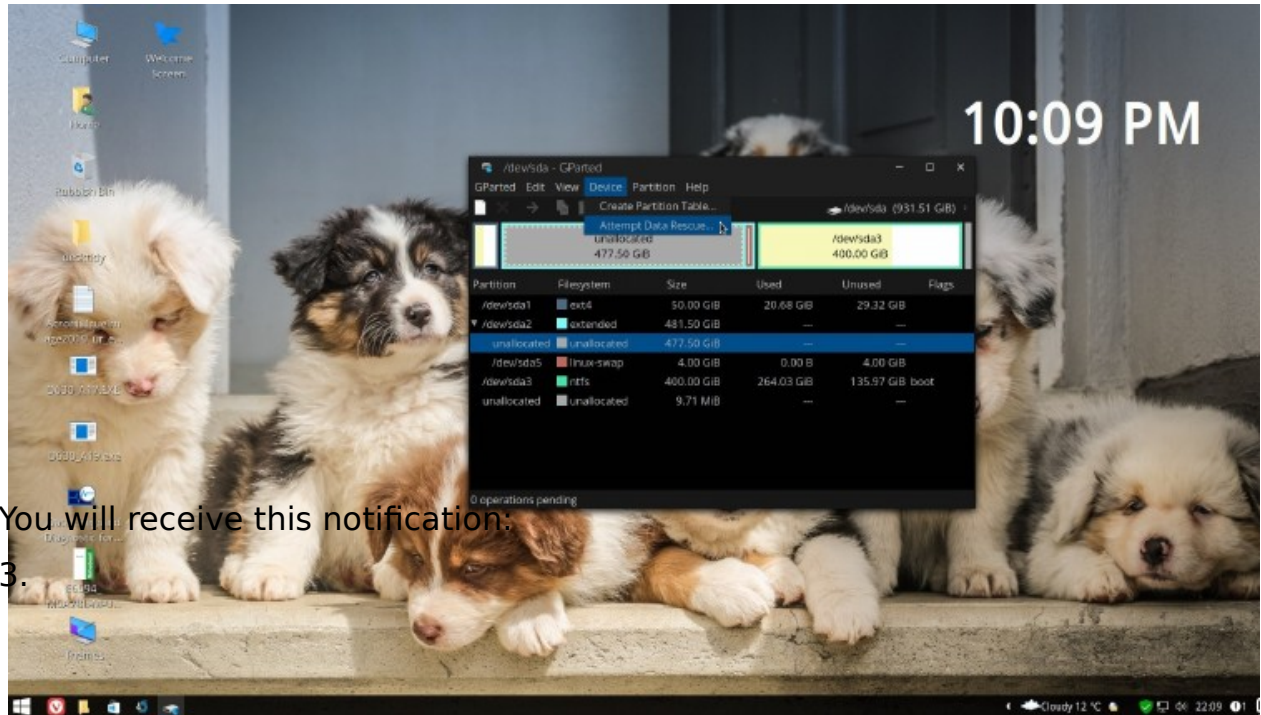 Computer
Welcome
Screen
Home
Rubbish Bin
10:09 PM
/dev/sda - GParted
GParted Edit View Device Partition Help
Create Partition Table...
/dev/sda (931.51 GiB)
Attempt Data Rescue...
unallocated
477.50 GiB
/dev/sda3
400.00 GiB
Partition Filesystem Size Used Unused Flags
/dev/sda1 ext4 50.00 GiB 20.68 GiB 29.32 GiB
/dev/sda2 extended 481.50 GiB --- ---
unallocated unallocated 477.50 GiB --- ---
/dev/sda5 linux-swap 4.00 GiB 0.00 B 4.00 GiB
/dev/sda3 ntfs 400.00 GiB 264.03 GiB 135.97 GiB boot
unallocated unallocated 9.71 MiB --- ---
0 operations pending
O630_A19.exe
You will receive this notification:
3.
Themes
Cloudy 12 °C
22:09
1